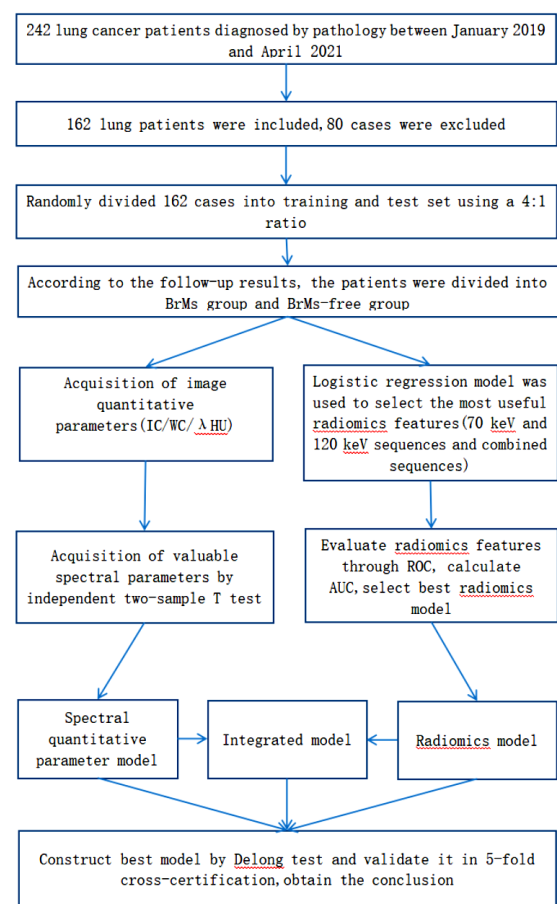 242 lung cancer patients diagnosed by pathology between January 2019
and April 2021
162 lung patients were included,80 cases were excluded
Randomly divided 162 cases into training and test set using a 4:1
ratio
According to the follow-up results, the patients were divided into
BrMs group and BrMs-free group
Acquisition of image
quantitative
parameters(IC/WC/λHU)
Logistic regression model was
used to select the most useful
radiomics features(70 keV and
120 keV sequences and combined
sequences)
Acquisition of valuable
spectral parameters by
independent two-sample T test
Evaluate radiomics features
through ROC, calculate
AUC,select best radiomics
model
Spectral
quantitative
parameter model
Integrated model
Radiomics model
Construct best model by Delong test and validate it in 5-fold
cross-certification,obtain the conclusion